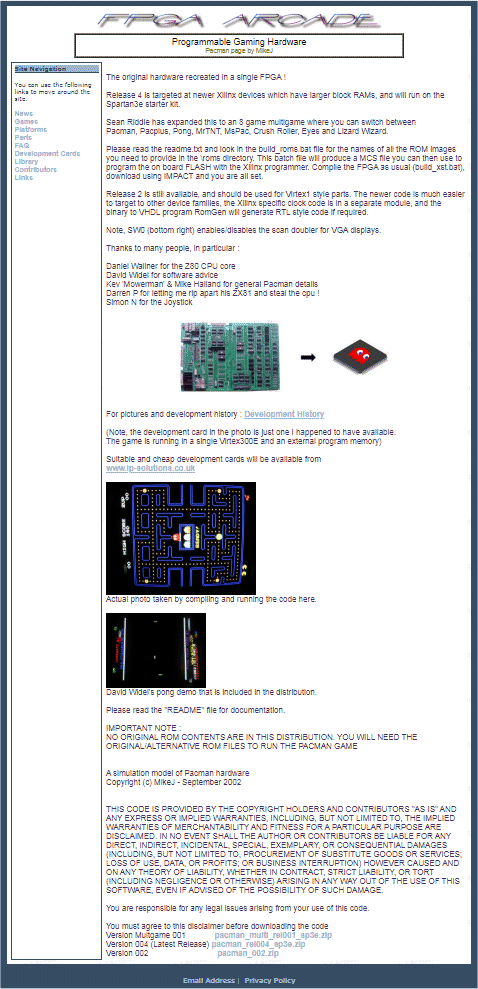 FPGA ARCADE
Programmable Gaming Hardware
Pacman page by MikeJ
Site Navigation
You can use the following
links to move around the
site.
News
Games
Platforms
Parts
FAQ
Development Cards
Library
Contributors
Links
The original hardware recreated in a single FPGA !
Release 4 is targeted at newer Xilinx devices which have larger block RAMs, and will run on the
Spartan3e starter kit.
Sean Riddle has expanded this to an 8 game multigame where you can switch between
Pacman, Pacplus, Pong, MrTNT, MsPac, Crush Roller, Eyes and Lizard Wizard.
Please read the readme.txt and look in the build_roms.bat file for the names of all the ROM images
you need to provide in the \roms directory. This batch file will produce a MCS file you can then use to
program the on board FLASH with the Xilinx programmer. Compile the FPGA as usual (build_xst.bat),
download using iMPACT and you are all set.
Release 2 is still available, and should be used for Virtex1 style parts. The newer code is much easier
to target to other device families, the Xilinx specific clock code is in a separate module, and the
binary to VHDL program RomGen will generate RTL style code if required.
Note, SW0 (bottom right) enables/disables the scan doubler for VGA displays.
Thanks to many people, in particular :
Daniel Wallner for the Z80 CPU core
David Widel for software advice
Kev 'Mowerman' & Mike Halland for general Pacman details
Darren P for letting me rip apart his ZX81 and steal the cpu !
Simon N for the Joystick
For pictures and development history : Development History
(Note, the development card in the photo is just one I happened to have available.
The game is running in a single Virtex300E and an external program memory)
Suitable and cheap development cards will be available from
www.ip-solutions.co.uk
2UP
00
HIGH SCORE
READY!
00
Actual photo taken by compiling and running the code here.
David Widel's pong demo that is included in the distribution.
Please read the "README" file for documentation.
IMPORTANT NOTE :
NO ORIGINAL ROM CONTENTS ARE IN THIS DISTRIBUTION. YOU WILL NEED THE
ORIGINAL/ALTERNATIVE ROM FILES TO RUN THE PACMAN GAME
A simulation model of Pacman hardware
Copyright (c) MikeJ - September 2002
THIS CODE IS PROVIDED BY THE COPYRIGHT HOLDERS AND CONTRIBUTORS "AS IS" AND
ANY EXPRESS OR IMPLIED WARRANTIES, INCLUDING, BUT NOT LIMITED TO, THE IMPLIED
WARRANTIES OF MERCHANTABILITY AND FITNESS FOR A PARTICULAR PURPOSE ARE
DISCLAIMED. IN NO EVENT SHALL THE AUTHOR OR CONTRIBUTORS BE LIABLE FOR ANY
DIRECT, INDIRECT, INCIDENTAL, SPECIAL, EXEMPLARY, OR CONSEQUENTIAL DAMAGES
(INCLUDING, BUT NOT LIMITED TO, PROCUREMENT OF SUBSTITUTE GOODS OR SERVICES;
LOSS OF USE, DATA, OR PROFITS; OR BUSINESS INTERRUPTION) HOWEVER CAUSED AND
ON ANY THEORY OF LIABILITY, WHETHER IN CONTRACT, STRICT LIABILITY, OR TORT
(INCLUDING NEGLIGENCE OR OTHERWISE) ARISING IN ANY WAY OUT OF THE USE OF THIS
SOFTWARE, EVEN IF ADVISED OF THE POSSIBILITY OF SUCH DAMAGE.
You are responsible for any legal issues arising from your use of this code.
You must agree to this disclaimer before downloading the code
Version Multgame 001 pacman_multi_rel001_sp3e.zip
Version 004 (Latest Release) pacman_rel004_sp3e.zip
Version 002 pacman_002.zip
Email Address | Privacy Policy